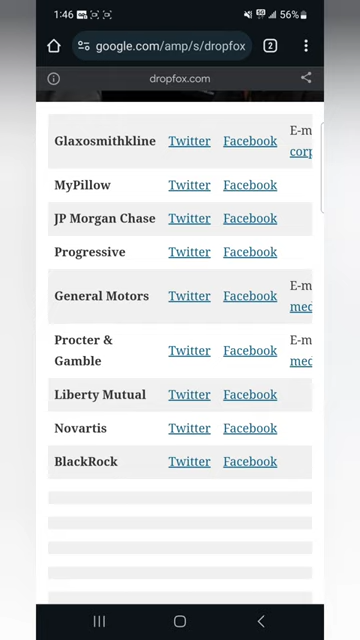 1:46 56%
google.com/amp/s/dropfox 2
dropfox.com
Glaxosmithkline Twitter Facebook E-m
corp
MyPillow Twitter Facebook
JP Morgan Chase Twitter Facebook
Progressive Twitter Facebook
General Motors Twitter Facebook E-m
med
Procter & Gamble Twitter Facebook E-m
med
Liberty Mutual Twitter Facebook
Novartis Twitter Facebook
BlackRock Twitter Facebook